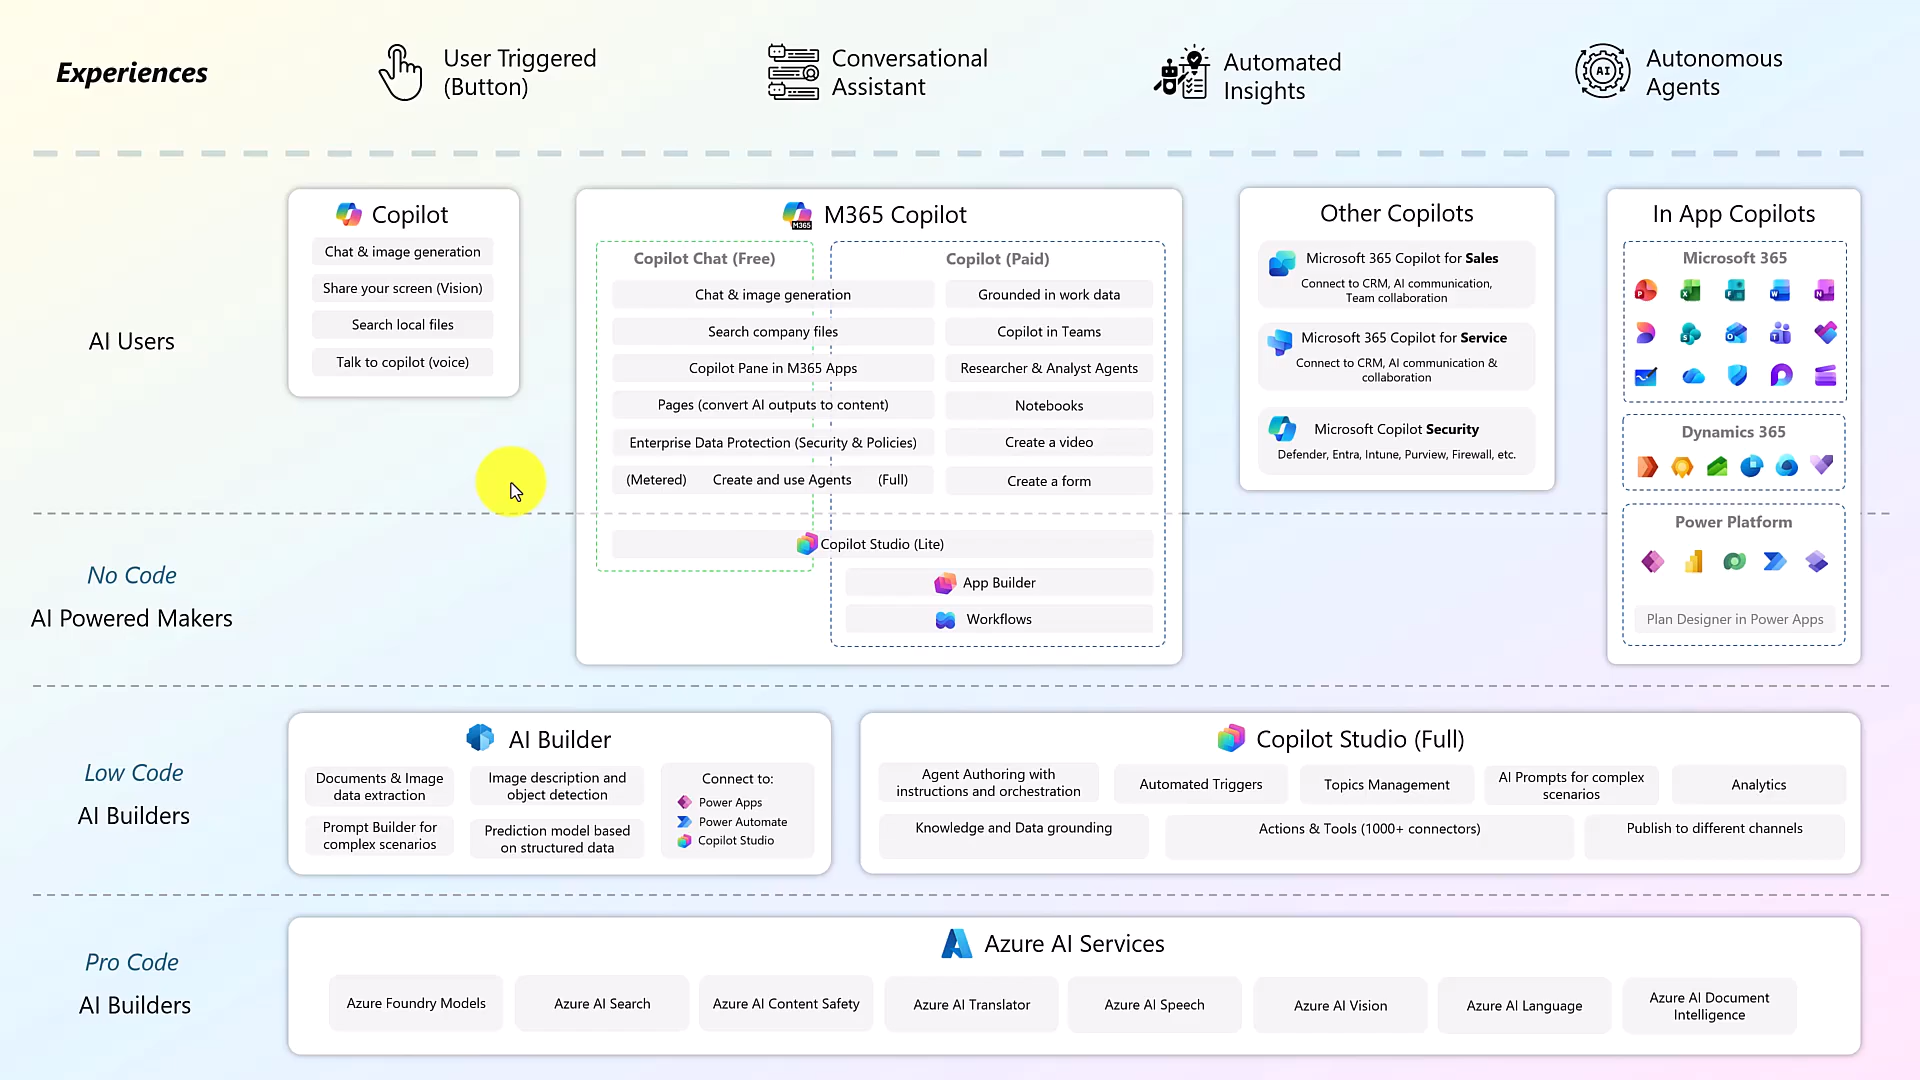 Experiences
User Triggered
(Button)
Conversational
Assistant
Automated
Insights
AI
Autonomous
Agents
AI Users
Copilot
Chat & image generation
Share your screen (Vision)
Search local files
Talk to copilot (voice)
M365
M365 Copilot
Copilot Chat (Free)
Copilot (Paid)
Chat & image generation
Grounded in work data
Search company files
Copilot in Teams
Copilot Pane in M365 Apps
Researcher & Analyst Agents
Pages (convert AI outputs to content)
Notebooks
Enterprise Data Protection (Security & Policies)
Create a video
(Metered) Create and use Agents (Full)
Create a form
Copilot Studio (Lite)
App Builder
Workflows
Other Copilots
Microsoft 365 Copilot for Sales
Connect to CRM, AI communication,
Team collaboration
Microsoft 365 Copilot for Service
Connect to CRM, AI communication &
collaboration
Microsoft Copilot Security
Defender, Entra, Intune, Purview, Firewall, etc.
In App Copilots
Microsoft 365
Dynamics 365
Power Platform
Plan Designer in Power Apps
No Code
AI Powered Makers
Low Code
AI Builders
AI Builder
Documents & Image
data extraction
Image description and
object detection
Prompt Builder for
complex scenarios
Prediction model based
on structured data
Connect to:
Power Apps
Power Automate
Copilot Studio
Copilot Studio (Full)
Agent Authoring with
instructions and orchestration
Automated Triggers
Topics Management
AI Prompts for complex
scenarios
Analytics
Knowledge and Data grounding
Actions & Tools (1000+ connectors)
Publish to different channels
Pro Code
AI Builders
Azure AI Services
Azure Foundry Models
Azure AI Search
Azure AI Content Safety
Azure AI Translator
Azure AI Speech
Azure AI Vision
Azure AI Language
Azure AI Document
Intelligence